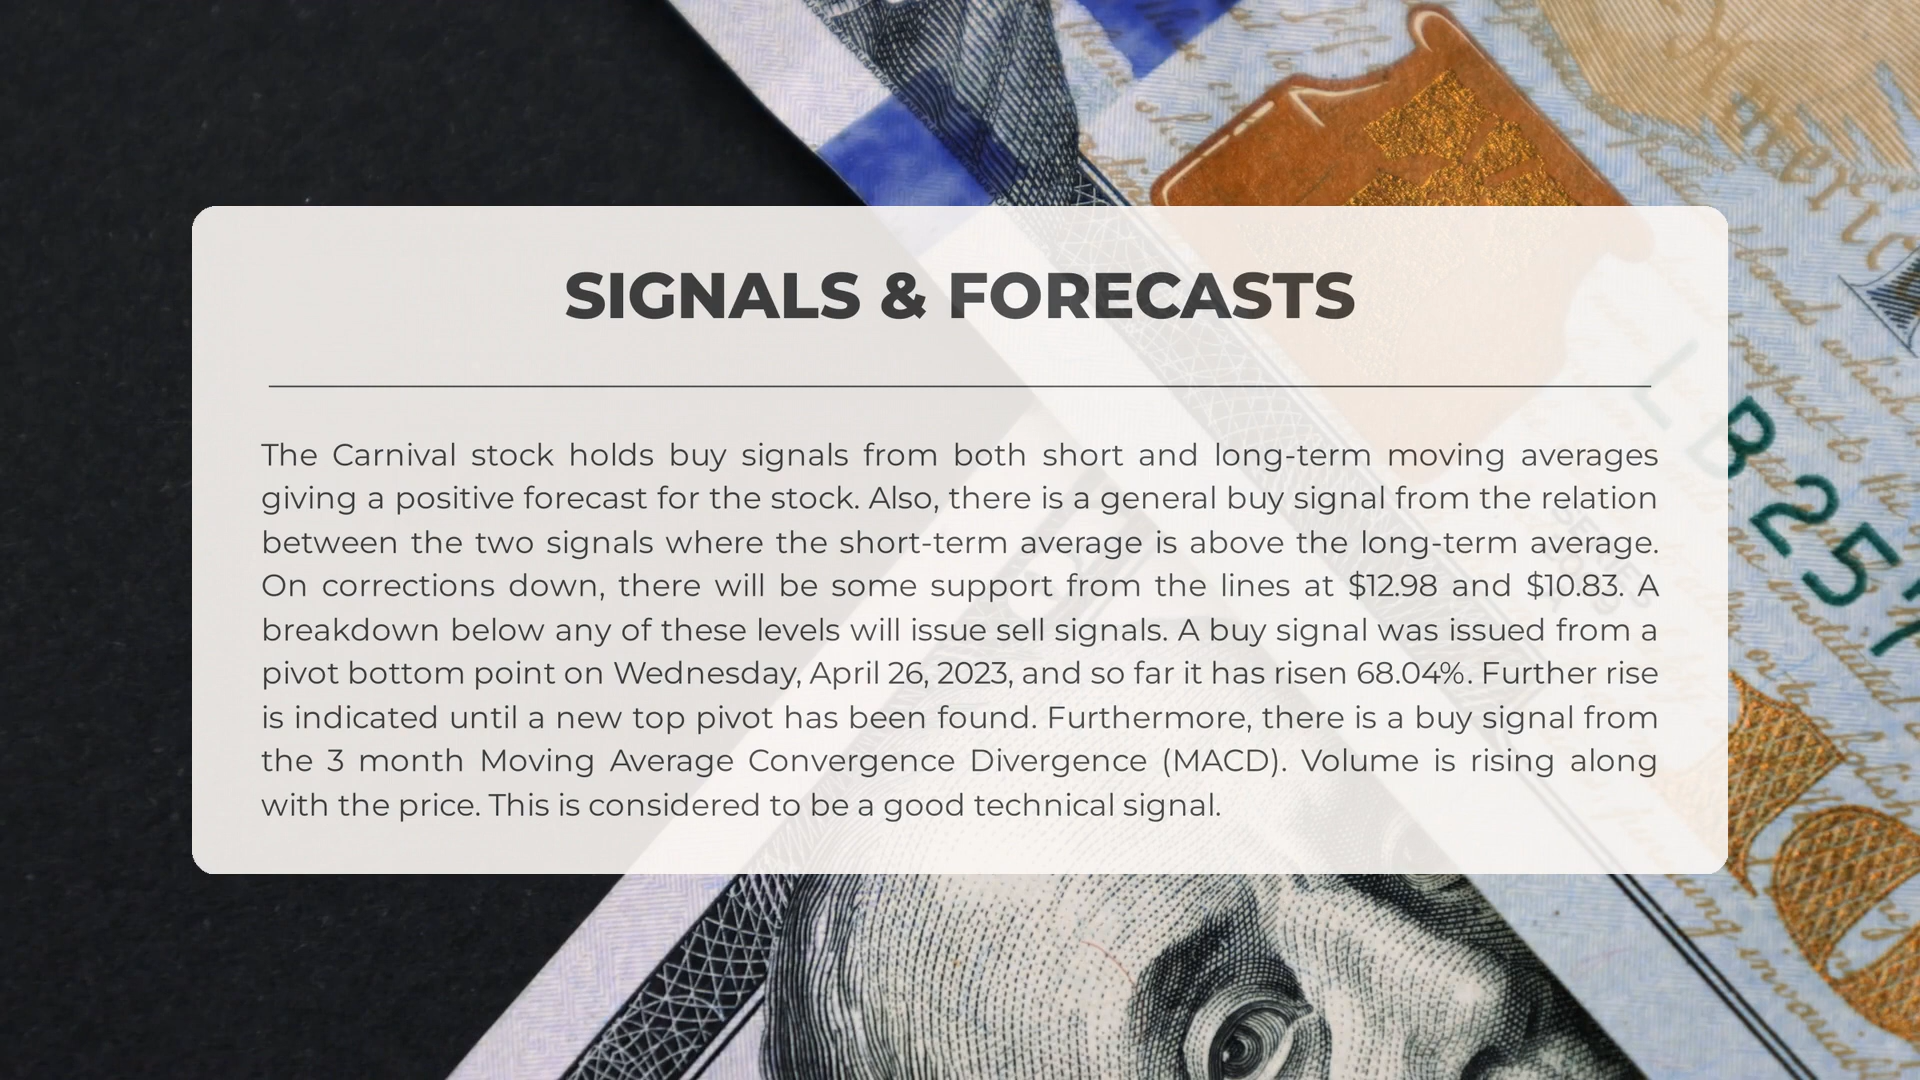 SIGNALS & FORECASTS
The Carnival stock holds buy signals from both short and long-term moving averages
giving a positive forecast for the stock. Also, there is a general buy signal from the relation
between the two signals where the short-term average is above the long-term average.
On corrections down, there will be some support from the lines at $12.98 and $10.83. A
breakdown below any of these levels will issue sell signals. A buy signal was issued from a
pivot bottom point on Wednesday, April 26, 2023, and so far it has risen 68.04%. Further rise
is indicated until a new top pivot has been found. Furthermore, there is a buy signal from
the 3 month Moving Average Convergence Divergence (MACD). Volume is rising along
with the price. This is considered to be a good technical signal.